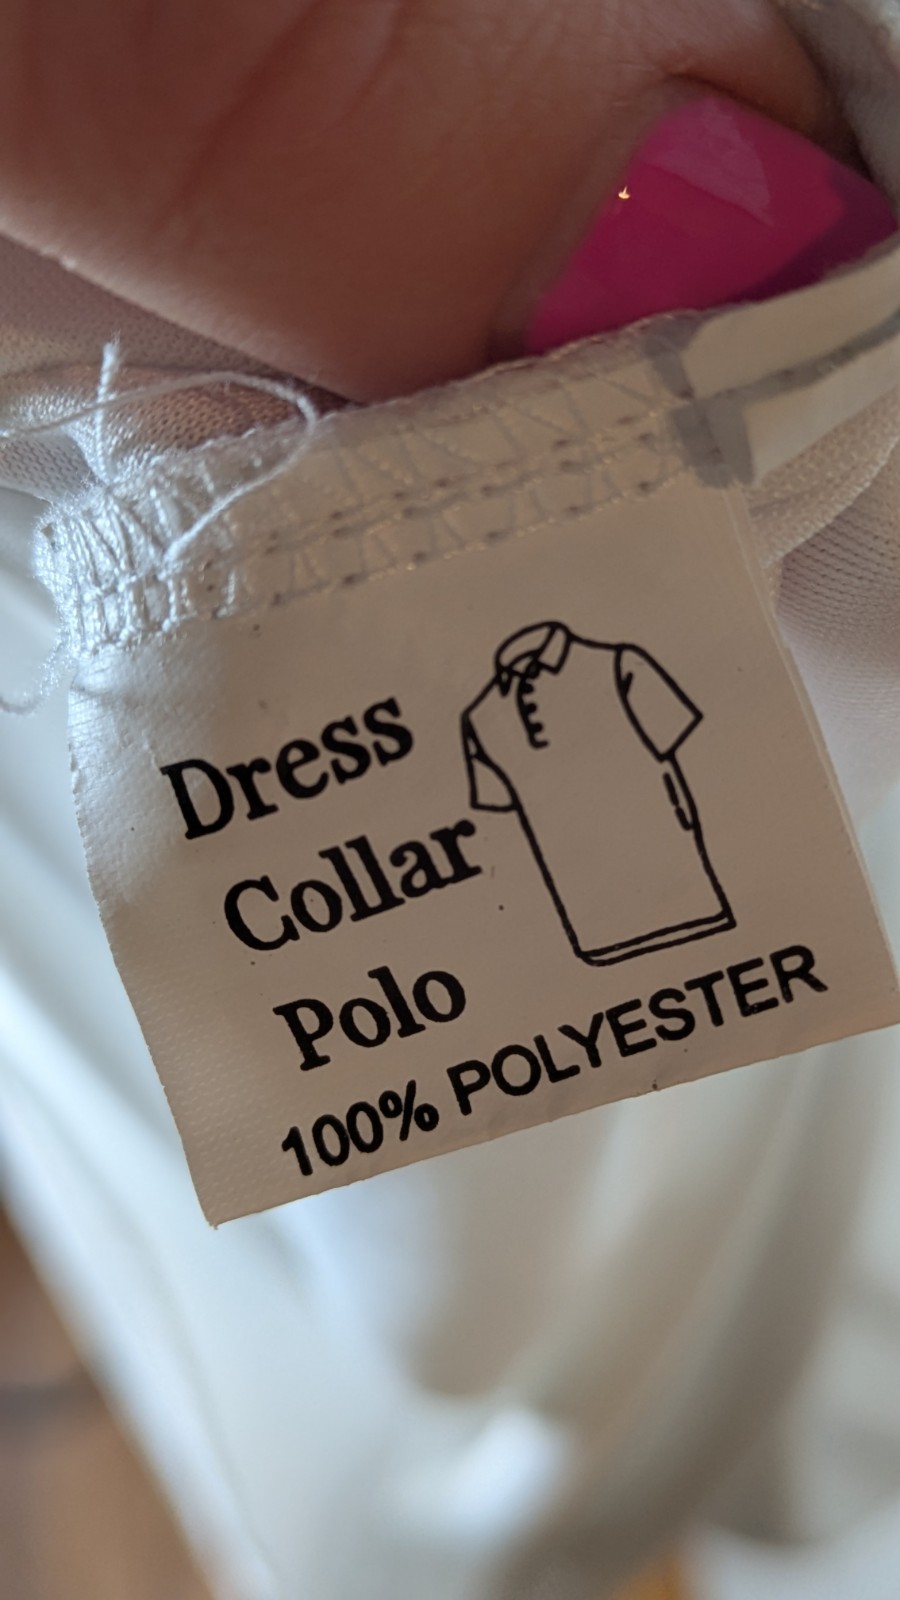 Dress
Collar
Polo
100% POLYESTER